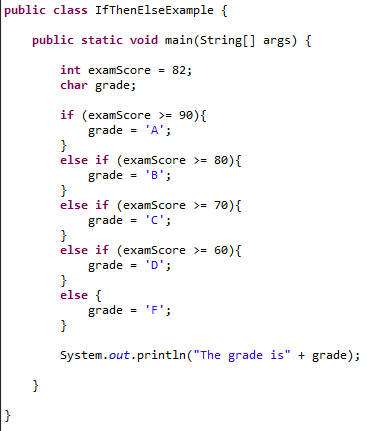 public class IfThenElseExample {
public static void main(String[] args) {
int examScore = 82;
char grade;
if (examScore >= 90){
grade = 'A';
}
else if (examScore >= 80){
grade = 'B';
}
else if (examScore >= 70){
grade = 'C';
}
else if (examScore >= 60){
grade = 'D';
}
else {
grade = 'F';
}
System.out.println("The grade is" + grade);
}
}